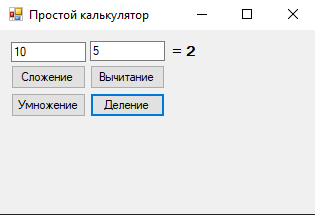 Простой калькулятор
10 5 = 2
Сложение Вычитание
Умножение Деление